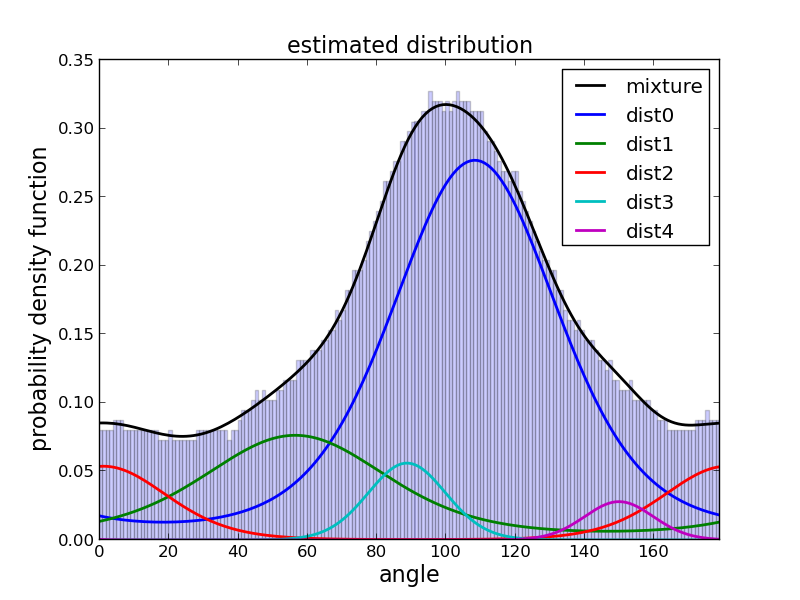 estimated distribution
0.35
0.30
0.25
0.20
0.15
0.10
0.05
0.00
probability density function
mixture
dist0
dist1
dist2
dist3
dist4
0 20 40 60 80 100 120 140 160
angle